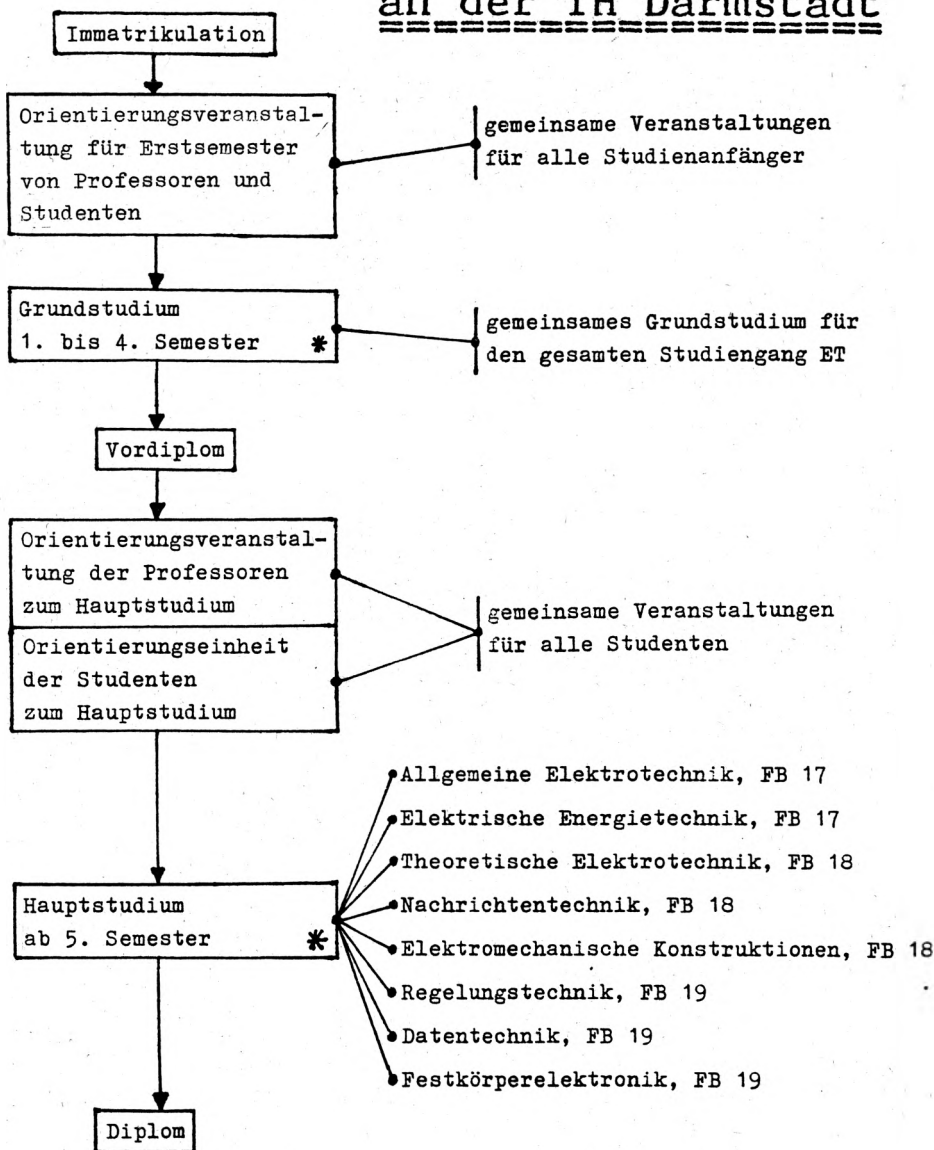 an der TH Darmstadt
Immatrikulation
Orientierungsveranstal-
tung für Erstsemester
von Professoren und
Studenten
gemeinsame Veranstaltungen
für alle Studienanfänger
Grundstudium
1. bis 4. Semester *
gemeinsames Grundstudium für
den gesamten Studiengang ET
Vordiplom
Orientierungsveranstal-
tung der Professoren
zum Hauptstudium
Orientierungseinheit
der Studenten
zum Hauptstudium
gemeinsame Veranstaltungen
für alle Studenten
Hauptstudium
ab 5. Semester *
Allgemeine Elektrotechnik, FB 17
Elektrische Energietechnik, FB 17
Theoretische Elektrotechnik, FB 18
Nachrichtentechnik, FB 18
Elektromechanische Konstruktionen, FB 18
Regelungstechnik, FB 19
Datentechnik, FB 19
Festkörperelektronik, FB 19
Diplom